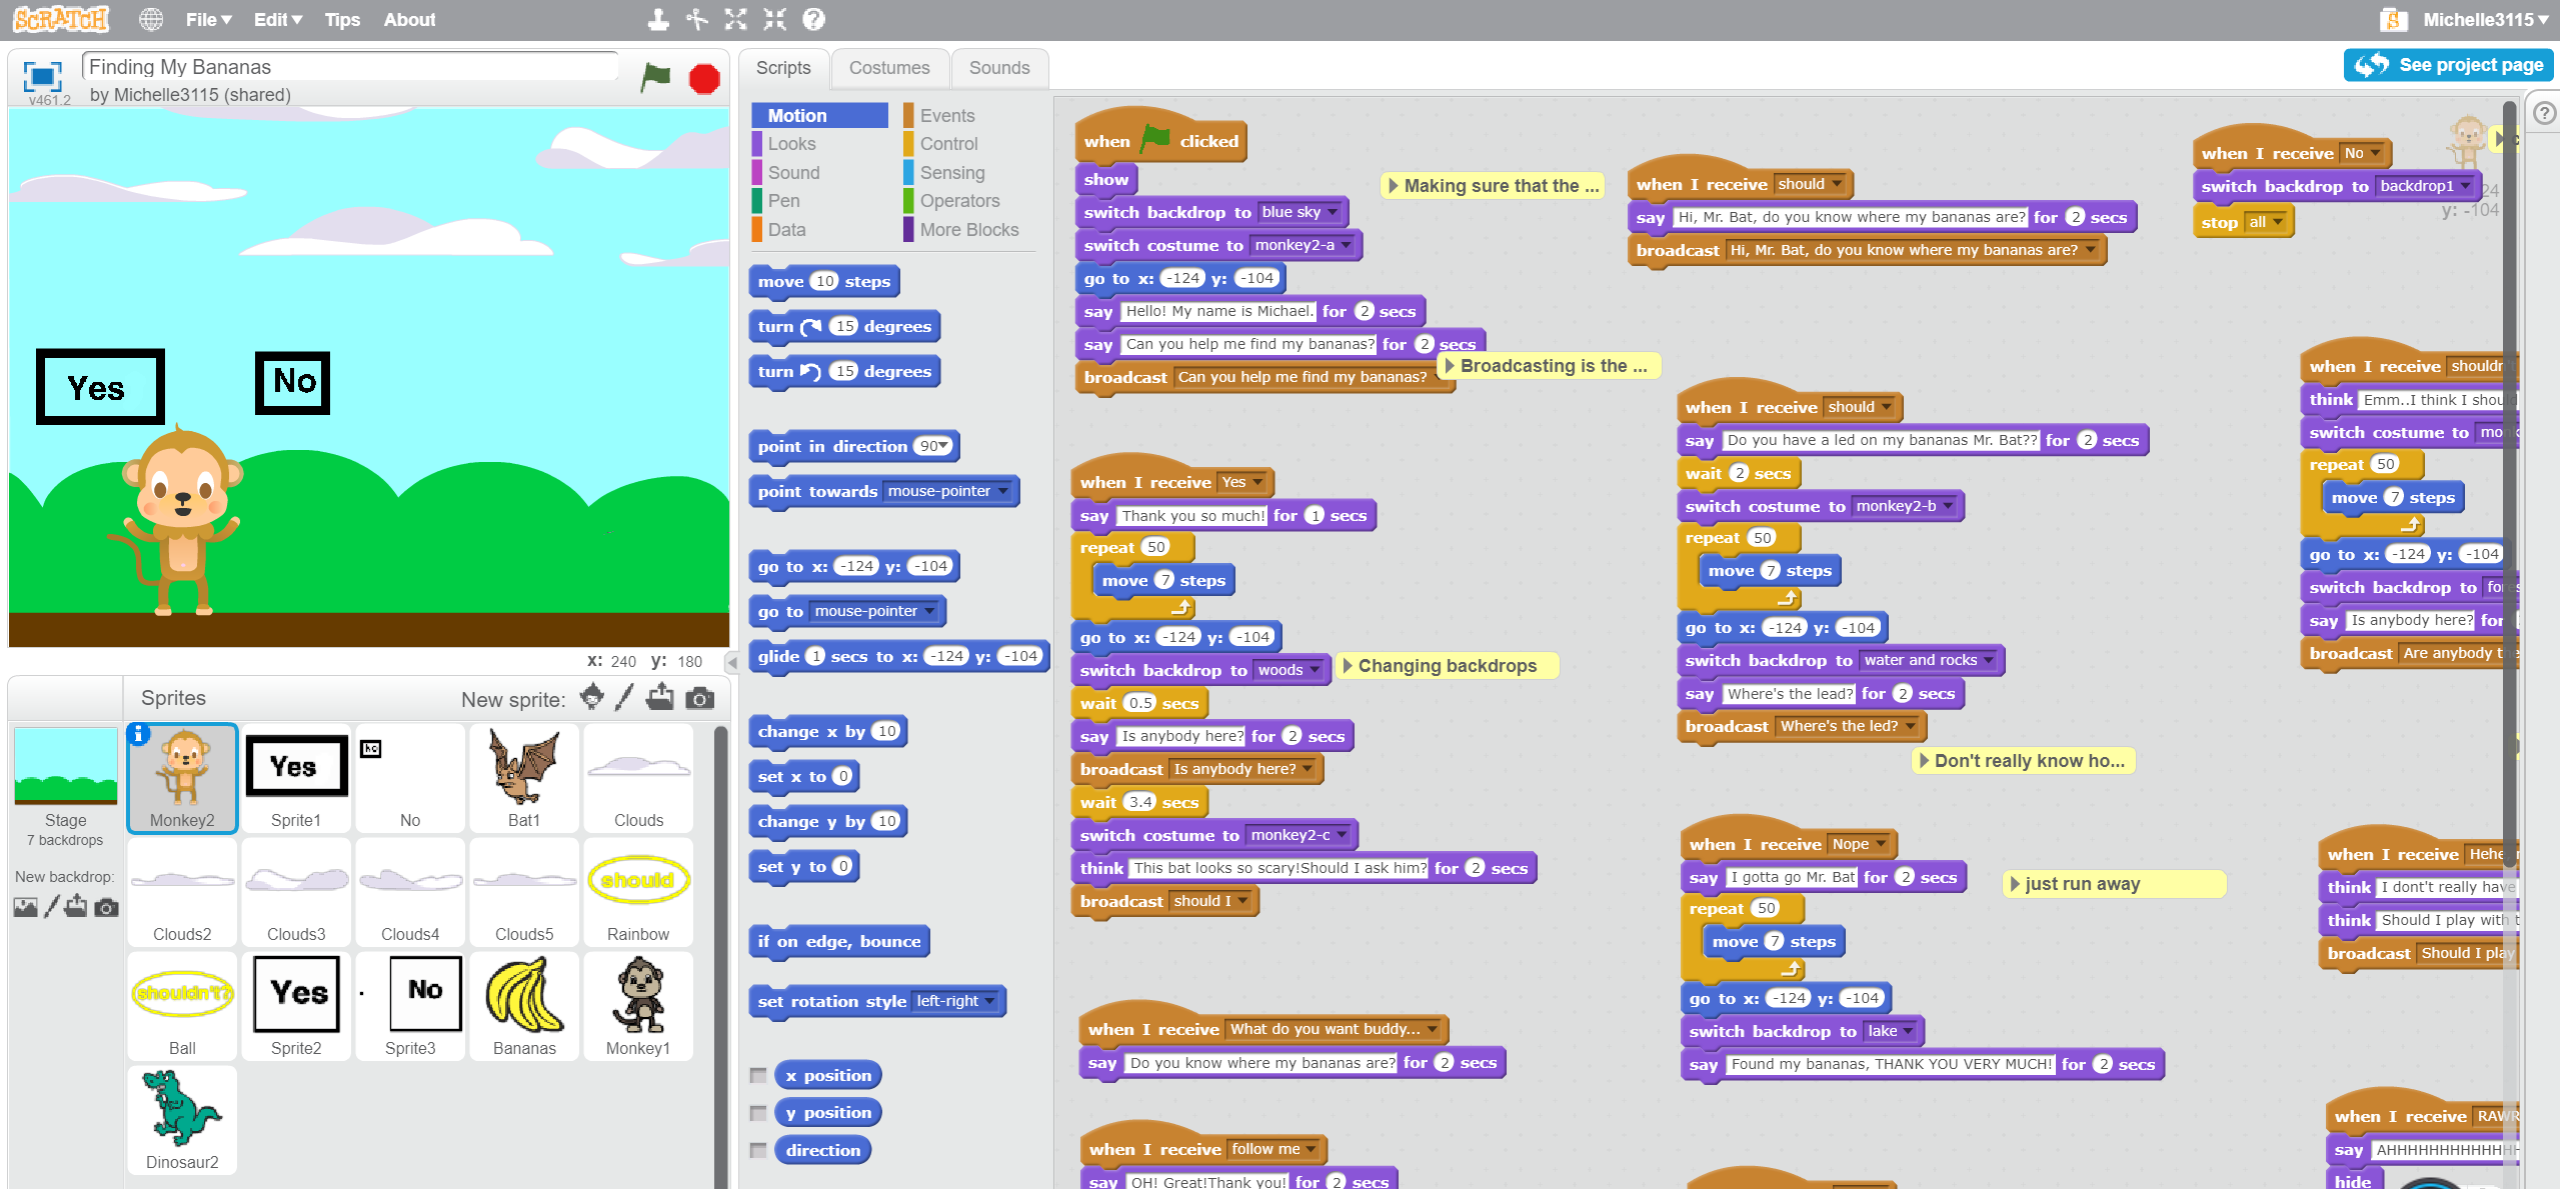 SCRATCH File Edit Tips About Michelle3115
Finding My Bananas
by Michelle3115 (shared)
v461.2
Scripts Costumes Sounds
See project page
Yes
No
x: 240 y: 180
Sprites New sprite:
Stage
7 backdrops
New backdrop:
Yes
No
should
shouldn't?
Yes
No
Monkey2 Sprite1 No Bat1 Clouds
Clouds2 Clouds3 Clouds4 Clouds5 Rainbow
Ball Sprite2 Sprite3 Bananas Monkey1
Dinosaur2
Motion Events
Looks Control
Sound Sensing
Pen Operators
Data More Blocks
move 10 steps
turn 15 degrees
turn 15 degrees
point in direction 90
point towards mouse-pointer
go to x: -124 y: -104
go to mouse-pointer
glide 1 secs to x: -124 y: -104
change x by 10
set x to 0
change y by 10
set y to 0
if on edge, bounce
set rotation style left-right
x position
y position
direction
when clicked
show
switch backdrop to blue sky
switch costume to monkey2-a
go to x: -124 y: -104
say Hello! My name is Michael. for 2 secs
say Can you help me find my bananas? for 2 secs
broadcast Can you help me find my bananas?
Making sure that the ...
Broadcasting is the ...
when I receive Yes
say Thank you so much! for 1 secs
repeat 50
move 7 steps
go to x: -124 y: -104
switch backdrop to woods
Changing backdrops
wait 0.5 secs
say Is anybody here? for 2 secs
broadcast Is anybody here?
wait 3.4 secs
switch costume to monkey2-c
think This bat looks so scary!Should I ask him? for 2 secs
broadcast should I
when I receive What do you want buddy...
say Do you know where my bananas are? for 2 secs
when I receive follow me
say OH! Great!Thank you! for 2 secs
when I receive should
say Hi, Mr. Bat, do you know where my bananas are? for 2 secs
broadcast Hi, Mr. Bat, do you know where my bananas are?
when I receive should
say Do you have a led on my bananas Mr. Bat?? for 2 secs
wait 2 secs
switch costume to monkey2-b
repeat 50
move 7 steps
go to x: -124 y: -104
switch backdrop to water and rocks
say Where's the lead? for 2 secs
broadcast Where's the led?
Don't really know ho...
when I receive Nope
say I gotta go Mr. Bat for 2 secs
just run away
repeat 50
move 7 steps
go to x: -124 y: -104
switch backdrop to lake
say Found my bananas, THANK YOU VERY MUCH! for 2 secs
when I receive No
switch backdrop to backdrop1
stop all
y: -104
when I receive
think Emm..I think I
switch costume to
repeat 50
move 7 steps
go to x: -124 y: -104
switch backdrop to
say Is anybody here? for
broadcast Are anybody
when I receive
think I don't really have
think Should I play with
broadcast Should I play
when I receive
say
hide